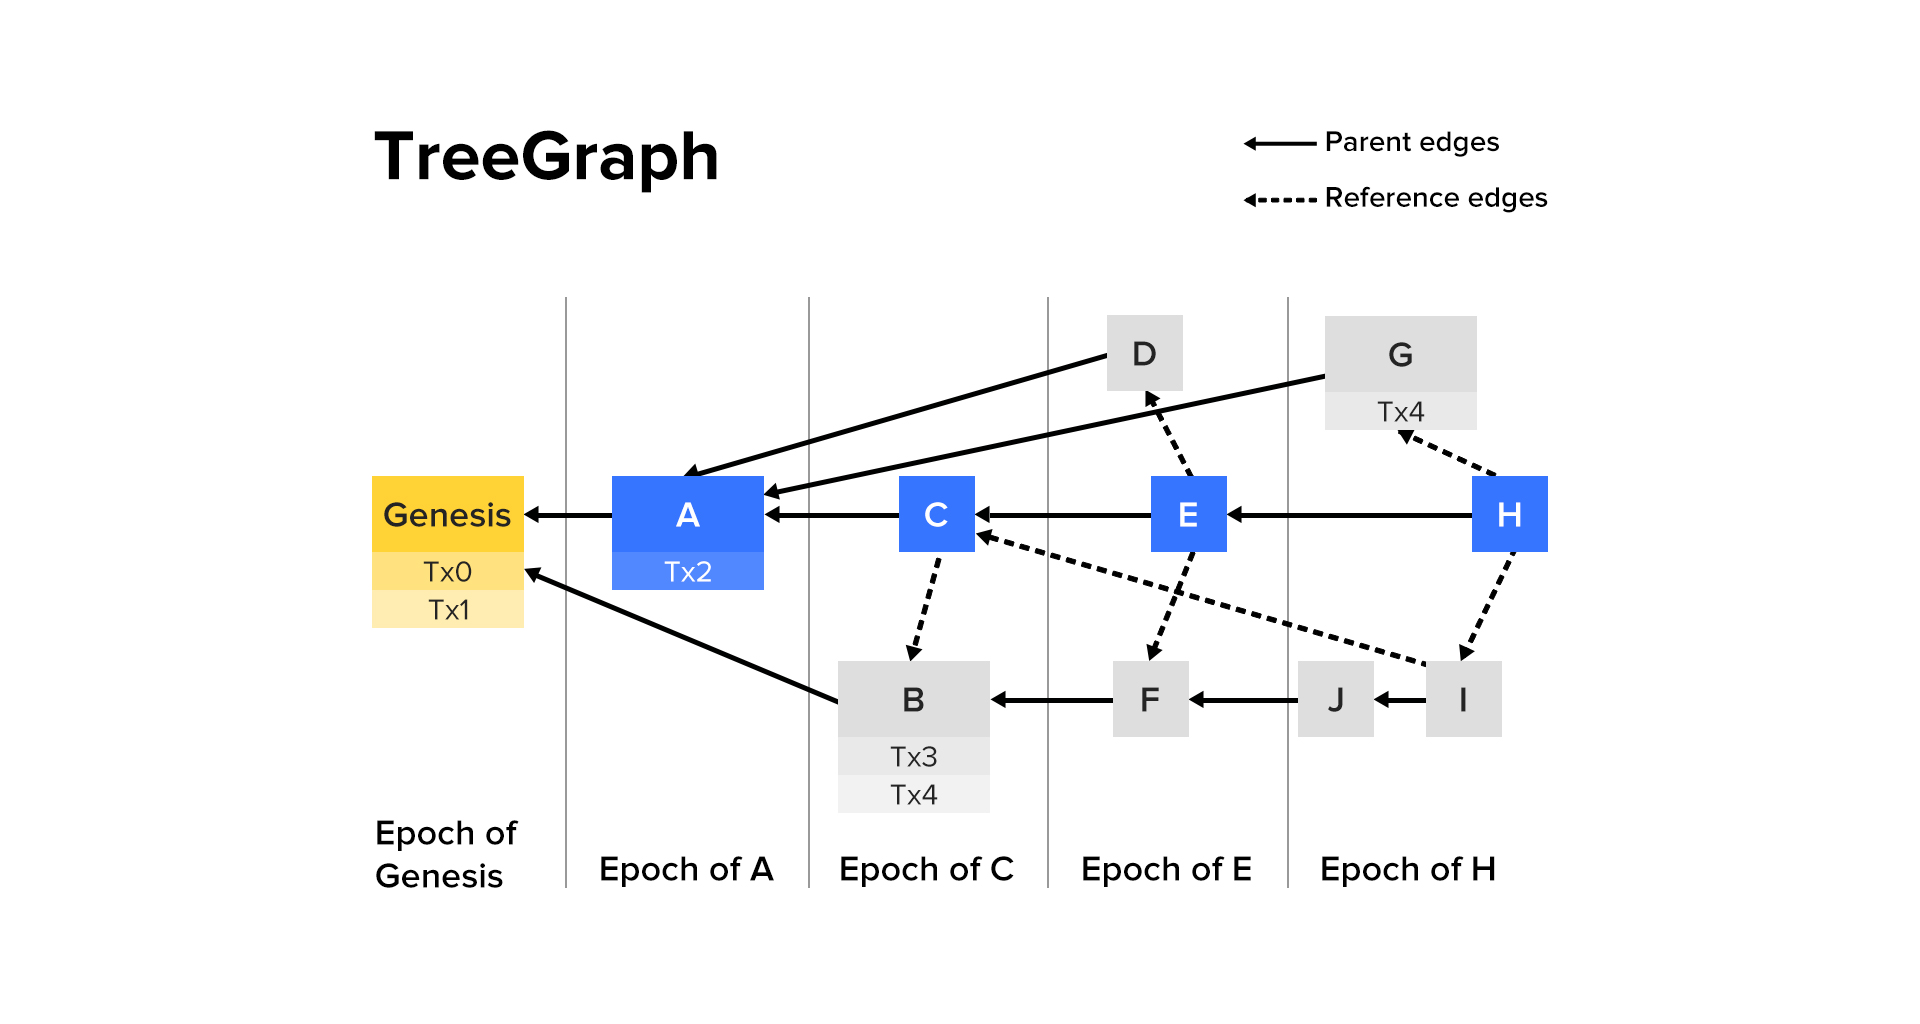 TreeGraph
Parent edges
Reference edges
D
G
Tx4
Genesis
Tx0
Tx1
A
Tx2
C
E
H
B
Tx3
Tx4
F
J
I
Epoch of
Genesis
Epoch of A
Epoch of C
Epoch of E
Epoch of H